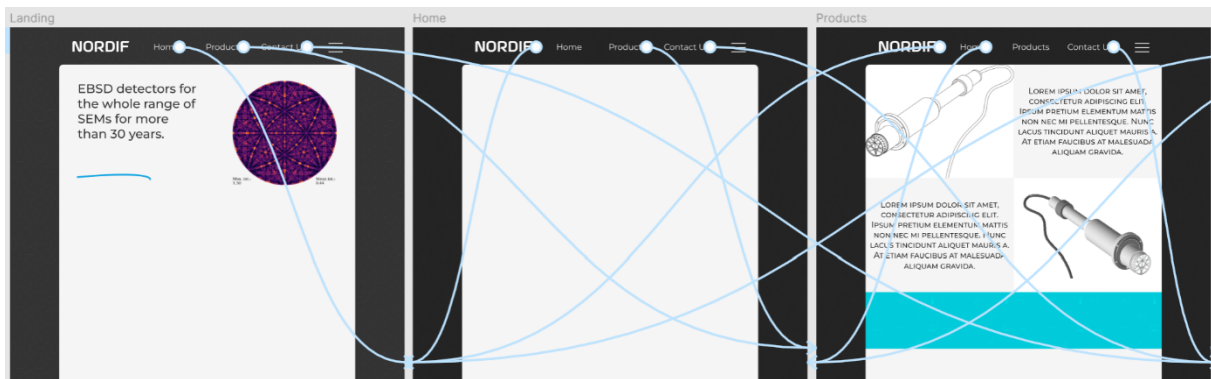 Landing
NORDIF Home Products Contact Us
EBSD detectors for
the whole range of
SEMs for more
than 30 years.
Home
NORDIF Home Products Contact Us
Products
NORDIF Home Products Contact Us
Lorem ipsum dolor sit amet,
consectetur adipiscing elit.
Ipsum pretium elementum mattis
non nec mi pellentesque. Nunc
lacus tincidunt aliquet mauris a.
At etiam faucibus at malesuada
aliquam gravida.
Lorem ipsum dolor sit amet,
consectetur adipiscing elit.
Ipsum pretium elementum mattis
non nec mi pellentesque. Nunc
lacus tincidunt aliquet mauris a.
At etiam faucibus at malesuada
aliquam gravida.